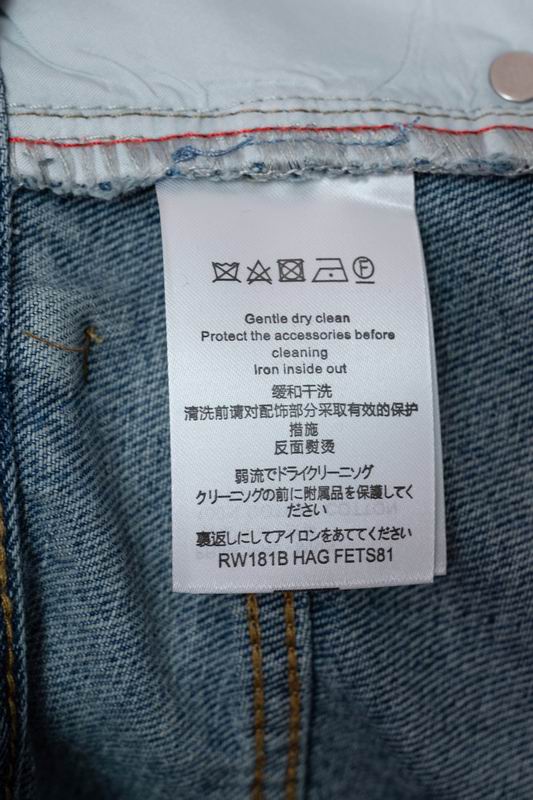 F
Gentle dry clean
Protect the accessories before
cleaning
Iron inside out
缓和干洗
清洗前请对配饰部分采取有效的保护
措施
反面熨烫
弱流でドライクリーニング
クリーニングの前に附属品を保護してく
ださい
裏返しにしてアイロンをあててください
RW181B HAG FETS81